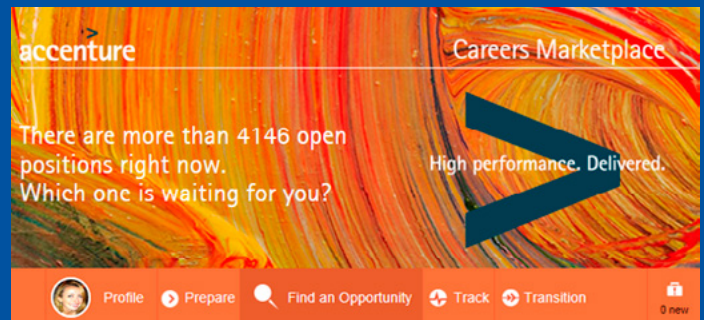 accenture
Careers Marketplace
There are more than 4146 open
positions right now.
Which one is waiting for you?
High performance. Delivered.
Profile
Prepare
Find an Opportunity
Track
Transition
0 new